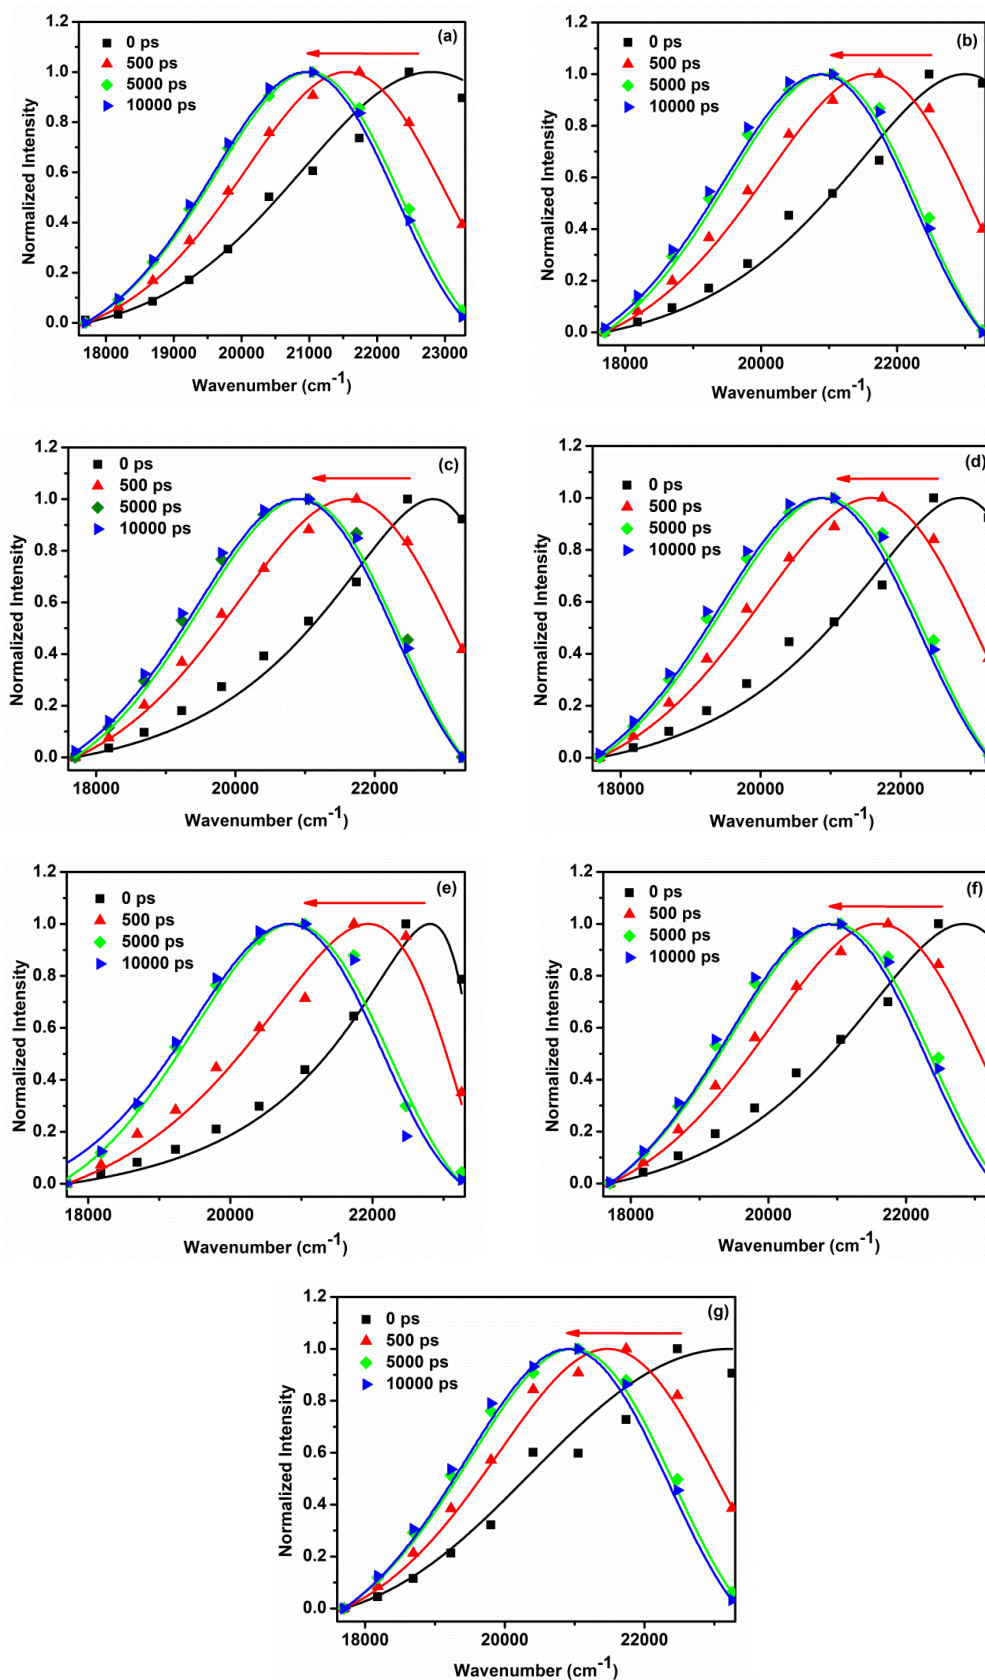 (a)
0 ps
500 ps
5000 ps
10000 ps
1.2
1.0
0.8
0.6
0.4
0.2
0.0
Normalized Intensity
18000 19000 20000 21000 22000 23000
Wavenumber (cm-1)
(b)
0 ps
500 ps
5000 ps
10000 ps
1.2
1.0
0.8
0.6
0.4
0.2
0.0
Normalized Intensity
18000 20000 22000
Wavenumber (cm-1)
(c)
0 ps
500 ps
5000 ps
10000 ps
1.2
1.0
0.8
0.6
0.4
0.2
0.0
Normalized Intensity
18000 20000 22000
Wavenumber (cm-1)
(d)
0 ps
500 ps
5000 ps
10000 ps
1.2
1.0
0.8
0.6
0.4
0.2
0.0
Normalized Intensity
18000 20000 22000
Wavenumber (cm-1)
(e)
0 ps
500 ps
5000 ps
10000 ps
1.2
1.0
0.8
0.6
0.4
0.2
0.0
Normalized Intensity
18000 20000 22000
Wavenumber (cm-1)
(f)
0 ps
500 ps
5000 ps
10000 ps
1.2
1.0
0.8
0.6
0.4
0.2
0.0
Normalized Intensity
18000 20000 22000
Wavenumber (cm-1)
(g)
0 ps
500 ps
5000 ps
10000 ps
1.2
1.0
0.8
0.6
0.4
0.2
0.0
Normalized Intensity
18000 20000 22000
Wavenumber (cm-1)